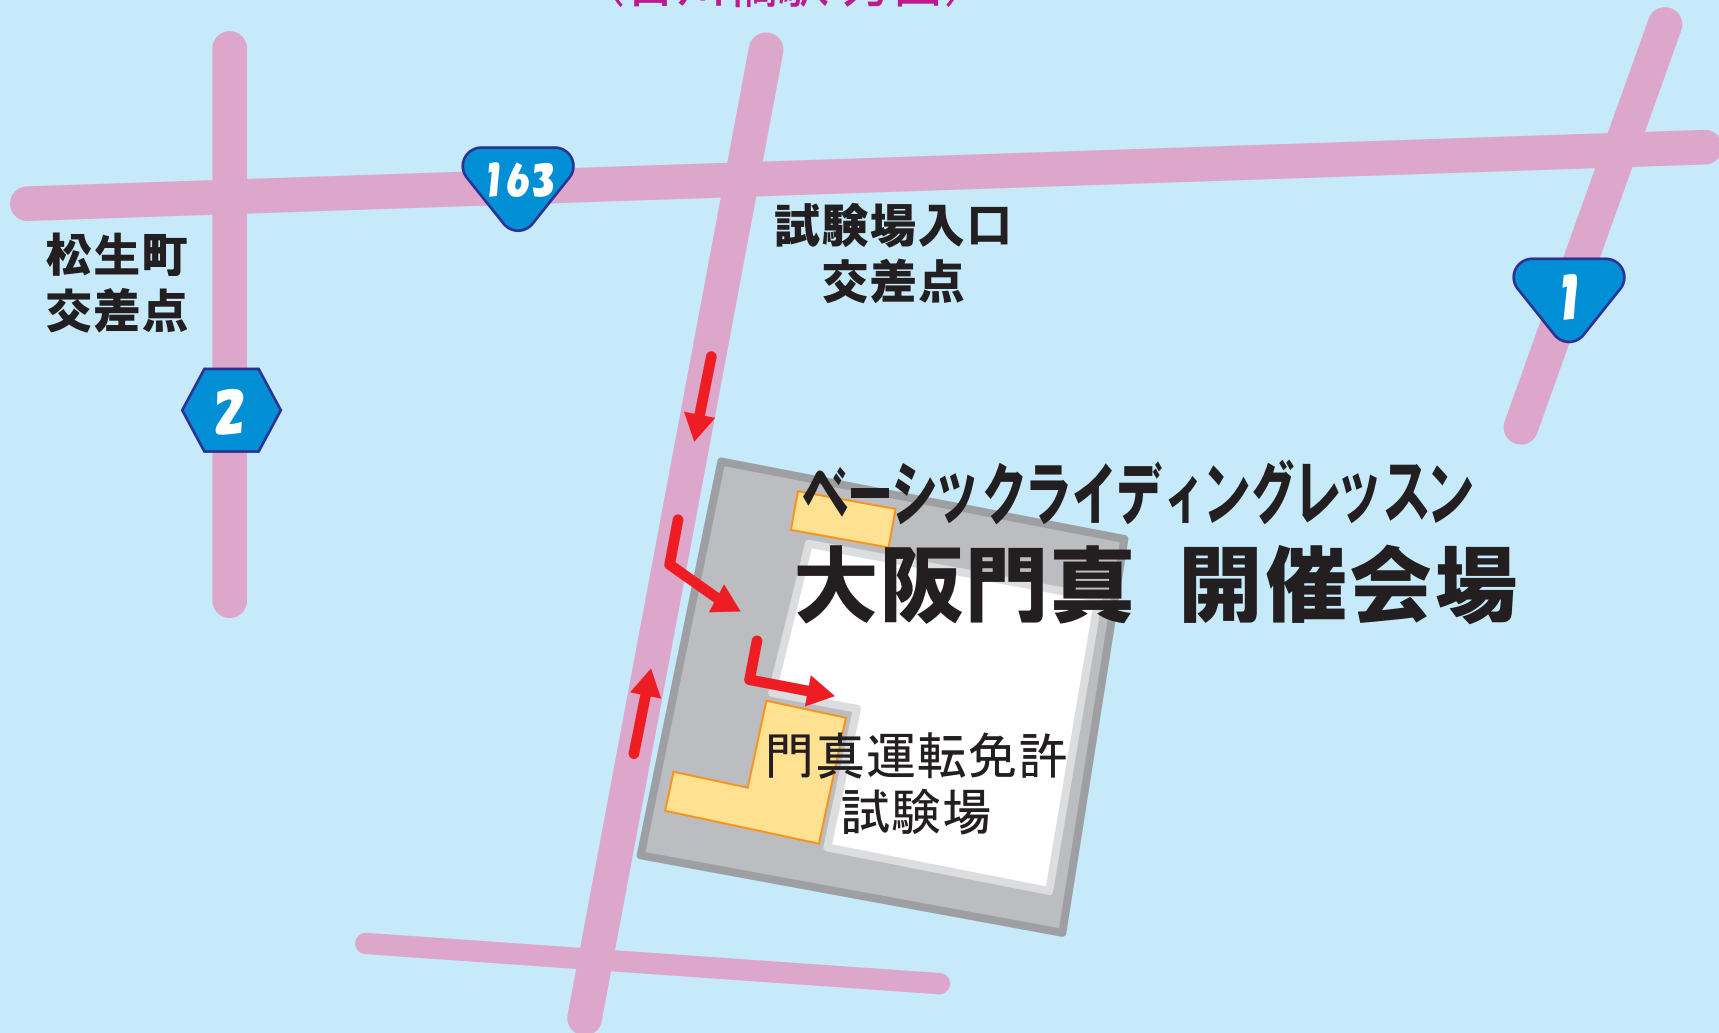 163
松生町
交差点
試験場入口
交差点
1
2
ベーシックライディングレッスン
大阪門真 開催会場
門真運転免許
試験場